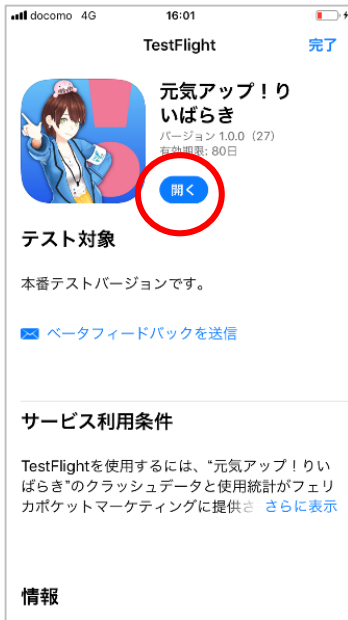 docomo 4G 16:01
TestFlight 完了
元気アップ！り
いばらき
バージョン 1.0.0（27）
有効期限: 80日
開く
テスト対象
本番テストバージョンです。
ベータフィードバックを送信
サービス利用条件
TestFlightを使用するには、“元気アップ！りい
ばらき”のクラッシュデータと使用統計がフェリ
カポケットマーケティングに提供さ さらに表示
情報